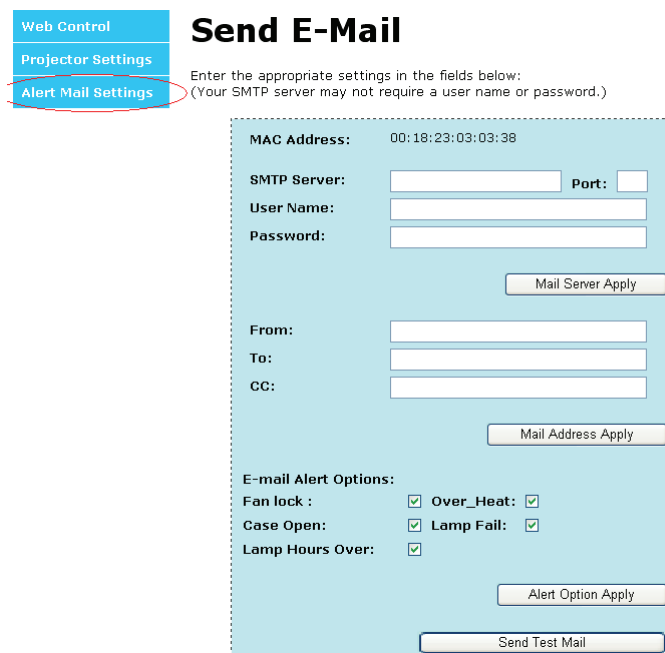 Web Control
Projector Settings
Alert Mail Settings
Send E-Mail
Enter the appropriate settings in the fields below:
(Your SMTP server may not require a user name or password.)
MAC Address: 00:18:23:03:03:38
SMTP Server: Port:
User Name:
Password:
Mail Server Apply
From:
To:
CC:
Mail Address Apply
E-mail Alert Options:
Fan lock : Over_Heat:
Case Open: Lamp Fail:
Lamp Hours Over:
Alert Option Apply
Send Test Mail